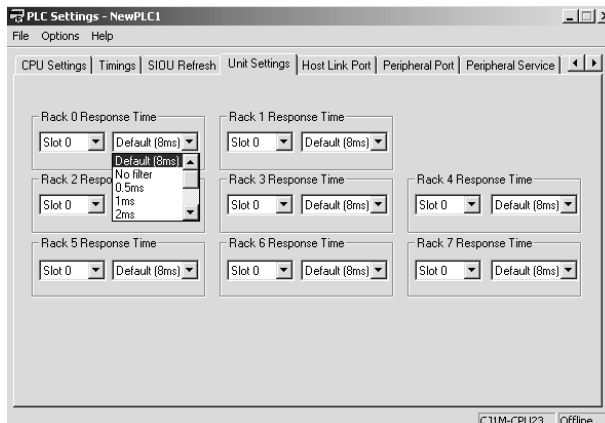 PLC Settings - NewPLC1
File Options Help
CPU Settings Timings SIOU Refresh Unit Settings Host Link Port Peripheral Port Peripheral Service
Rack 0 Response Time Rack 1 Response Time
Slot 0 Default (8ms) Slot 0 Default (8ms)
Default (8ms)
No filter
0.5ms
1ms
2ms
Rack 2 Respo Rack 3 Response Time Rack 4 Response Time
Slot 0 Slot 0 Default (8ms) Slot 0 Default (8ms)
Rack 5 Response Time Rack 6 Response Time Rack 7 Response Time
Slot 0 Default (8ms) Slot 0 Default (8ms) Slot 0 Default (8ms)
CJ1M-CPU23 Offline